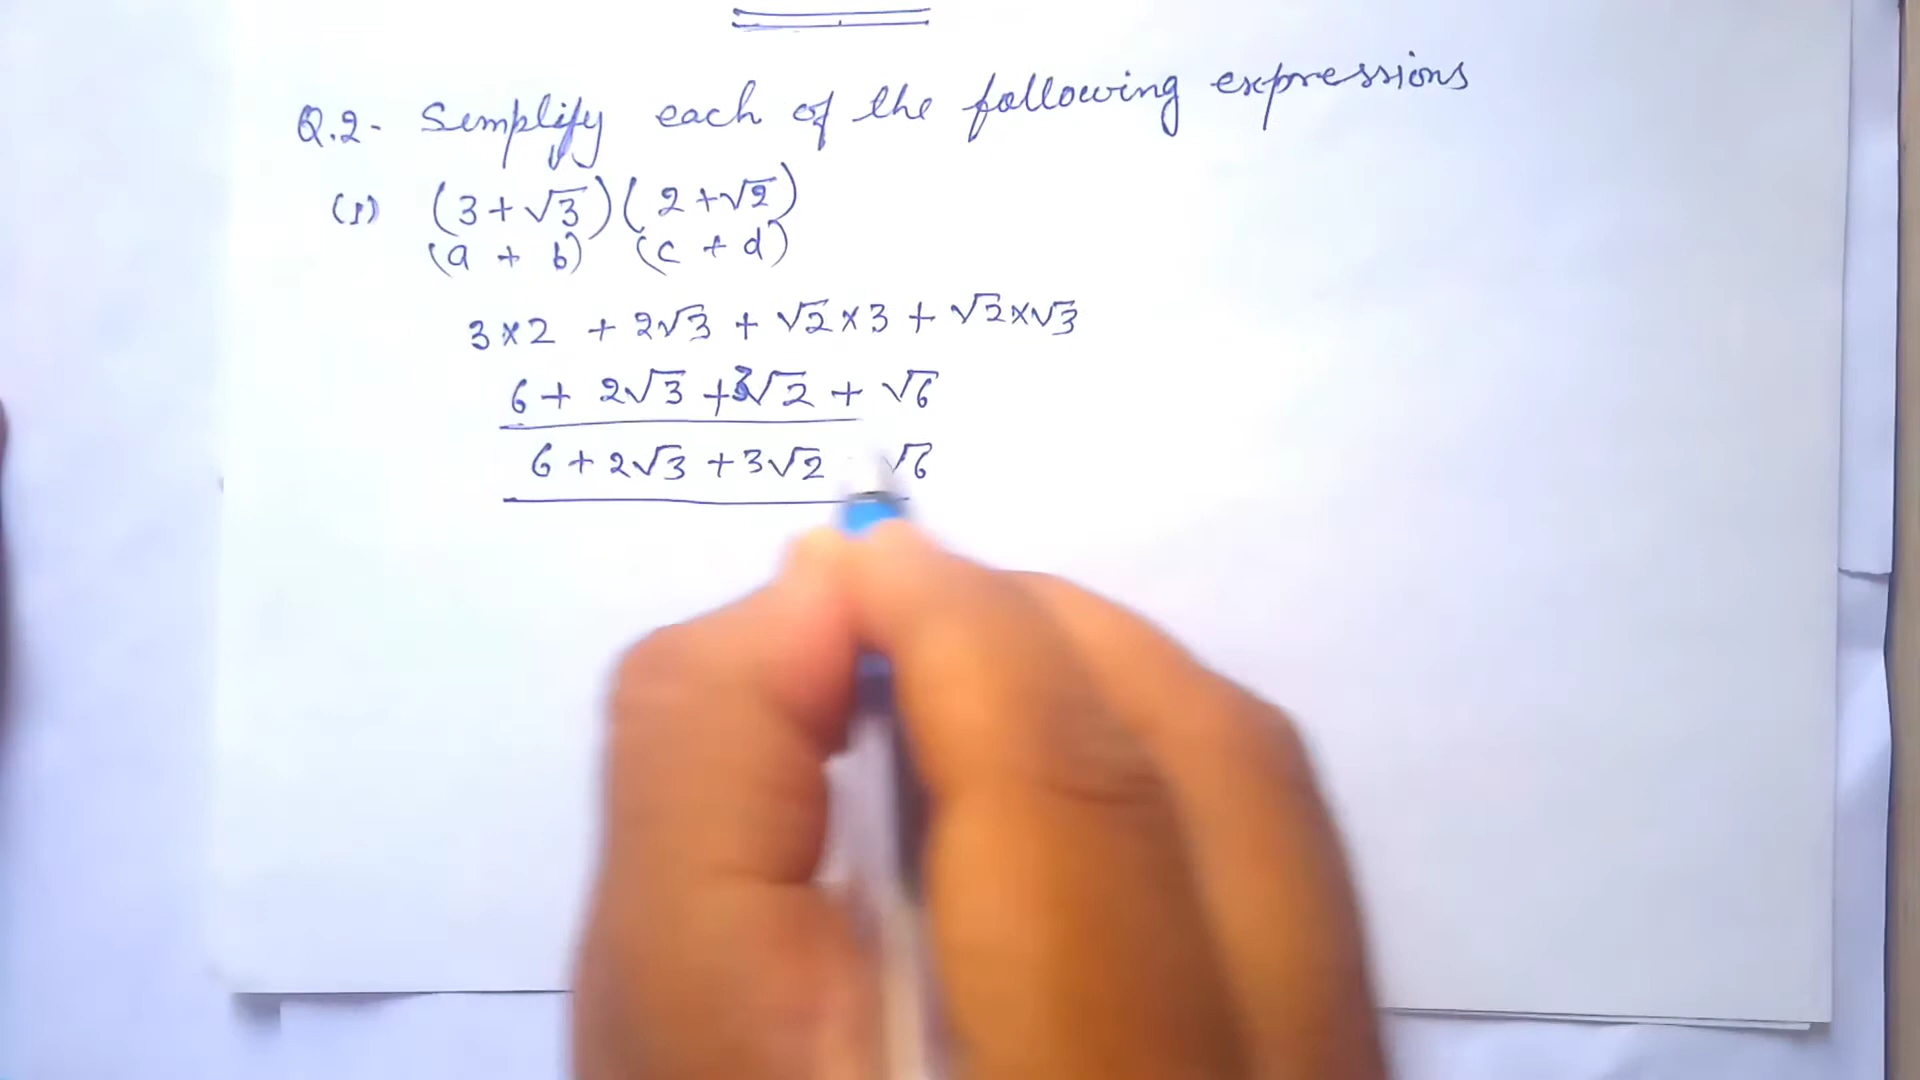 Q.2- Simplify each of the following expressions
(i) (3+√3)(2+√2)
(a + b) (c + d)
3×2 + 2√3 + √2×3 + √2×√3
6+ 2√3 +3√2 + √6
6+2√3+3√2 √6